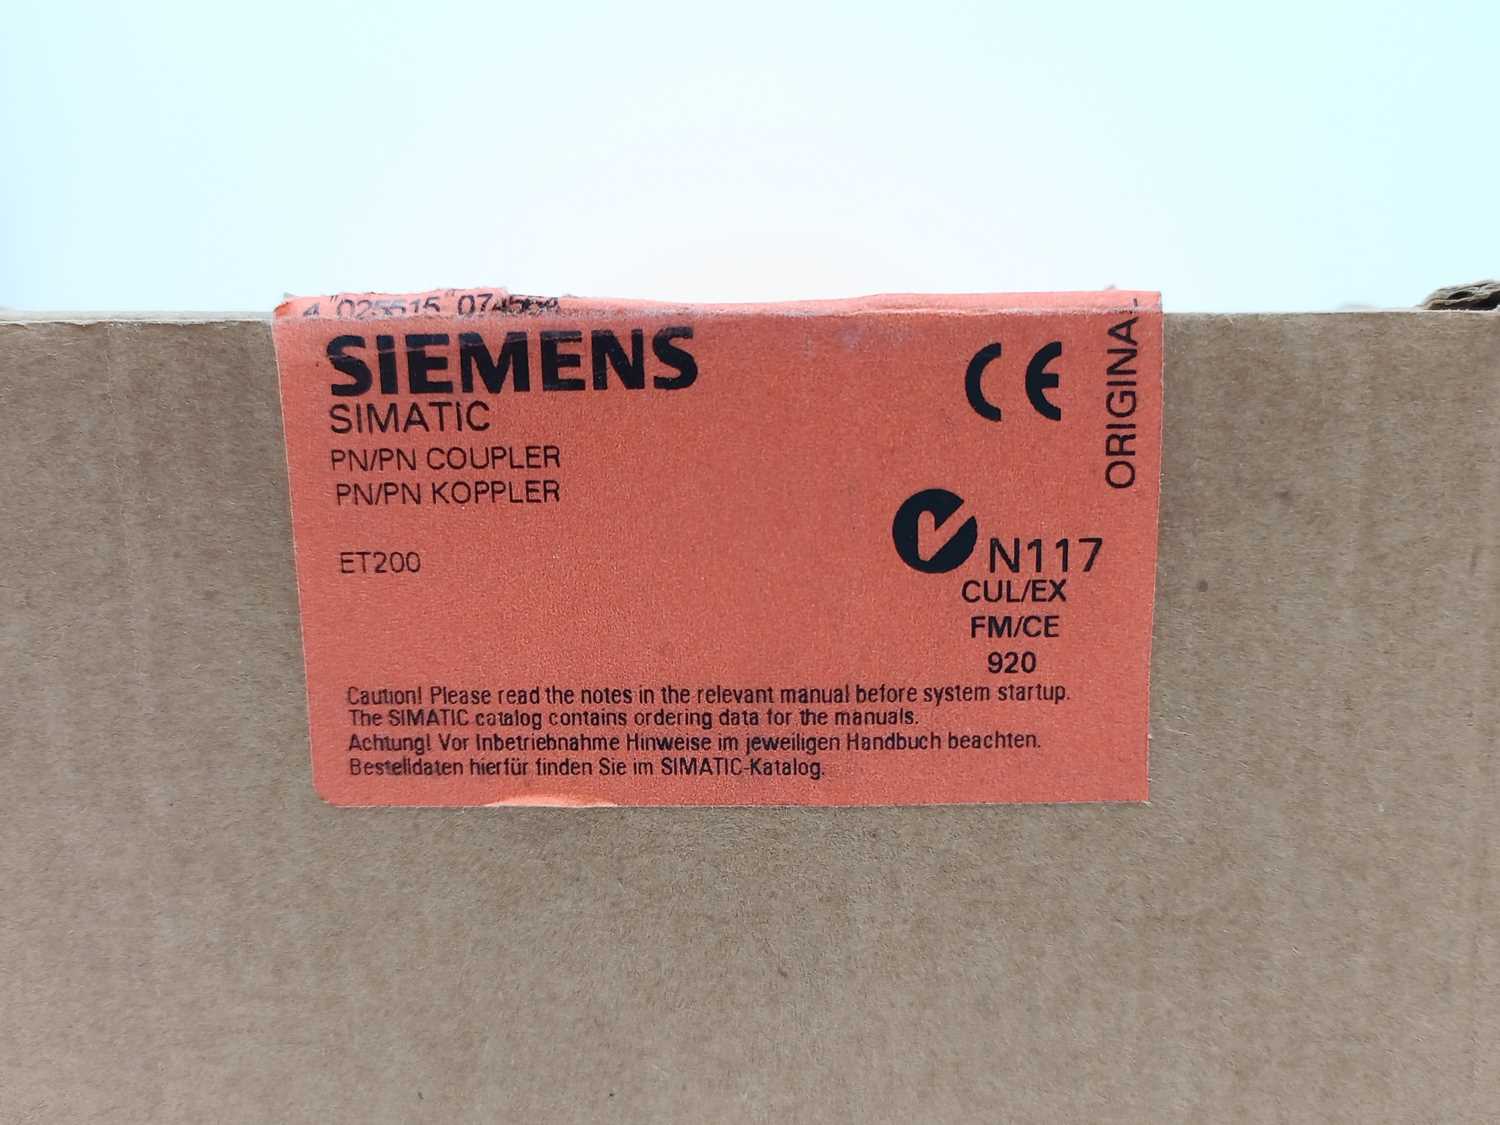 4 025515
SIEMENS
SIMATIC
PN/PN COUPLER
PN/PN KOPPLER
ET200
CE
ORIGINAL
N117
CUL/EX
FM/CE
920
Caution! Please read the notes in the relevant manual before system startup.
The SIMATIC catalog contains ordering data for the manuals.
Achtung! Vor Inbetriebnahme Hinweise im jeweiligen Handbuch beachten.
Bestelldaten hierfür finden Sie im SIMATIC-Katalog.